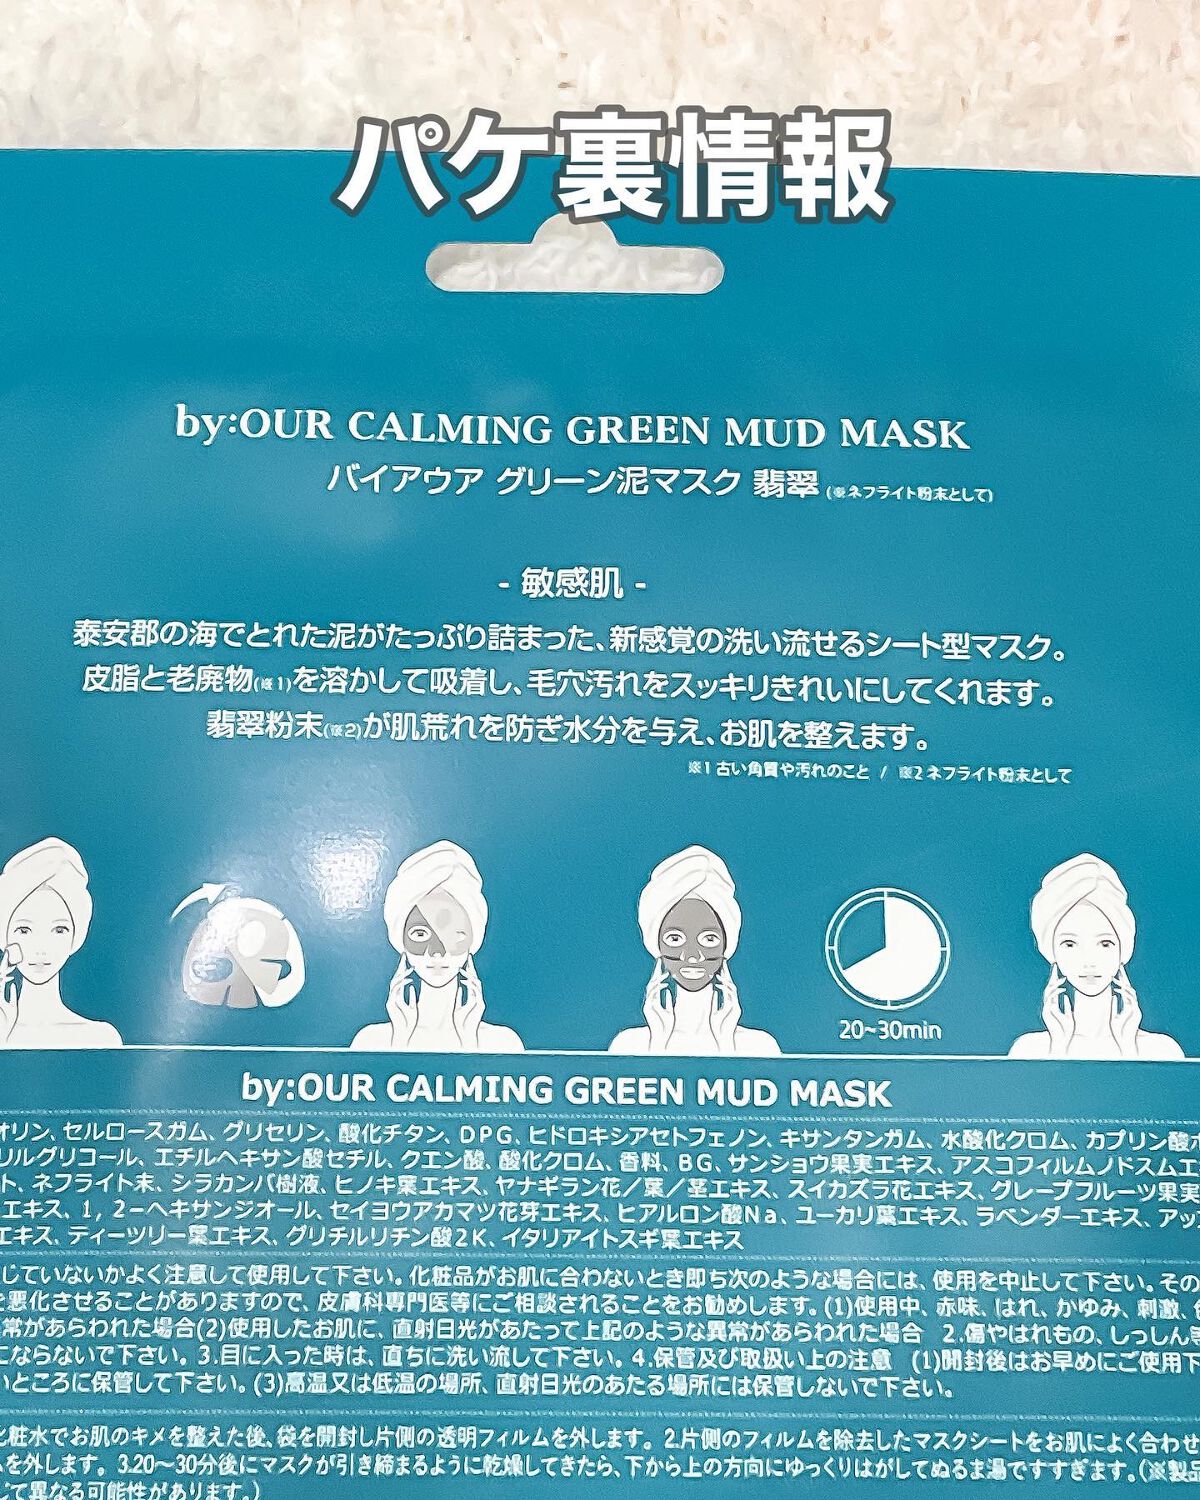 パケ裏情報
by:OUR CALMING GREEN MUD MASK
バイアウア グリーン泥マスク 翡翠 (※ネフライト粉末として)
- 敏感肌 -
泰安郡の海でとれた泥がたっぷり詰まった、新感覚の洗い流せるシート型マスク。
皮脂と老廃物(※1)を溶かして吸着し、毛穴汚れをスッキリきれいにしてくれます。
翡翠粉末(※2)が肌荒れを防ぎ水分を与え、お肌を整えます。
※1 古い角質や汚れのこと / ※2 ネフライト粉末として
20~30min
by:OUR CALMING GREEN MUD MASK
オリン、セルロースガム、グリセリン、酸化チタン、DPG、ヒドロキシアセトフェノン、キサンタンガム、水酸化クロム、カプリン酸
リルグリコール、エチルヘキサン酸セチル、クエン酸、酸化クロム、香料、BG、サンショウ果実エキス、アスコフィルムノドスムエ
ト、ネフライト末、シラカンバ樹液、ヒノキ葉エキス、ヤナギラン花/葉/茎エキス、スイカズラ花エキス、グレープフルーツ果実
エキス、1,2-ヘキサンジオール、セイヨウアカマツ花芽エキス、ヒアルロン酸Na、ユーカリ葉エキス、ラベンダーエキス、アッ
エキス、ティーツリー葉エキス、グリチルリチン酸2K、イタリアイトスギ葉エキス
じていないかよく注意して使用して下さい。化粧品がお肌に合わないとき即ち次のような場合には、使用を中止して下さい。その
悪化させることがありますので、皮膚科専門医等にご相談されることをお勧めします。(1)使用中、赤味、はれ、かゆみ、刺激、
常があらわれた場合(2)使用したお肌に、直射日光があたって上記のような異常があらわれた場合 2.傷やはれもの、しっしん
にならないで下さい。3.目に入った時は、直ちに洗い流して下さい。4.保管及び取扱い上の注意 (1)開封後はお早めにご使用下
いところに保管して下さい。(3)高温又は低温の場所、直射日光のあたる場所には保管しないで下さい。
化粧水でお肌のキメを整えた後、袋を開封し片側の透明フィルムを外します。2.片側のフィルムを除去したマスクシートをお肌によく合わせ
ムを外します。3.20~30分後にマスクが引き締まるように乾燥してきたら、下から上の方向にゆっくりはがしてぬるま湯ですすぎます。(※製品
て異なる可能性があります。)